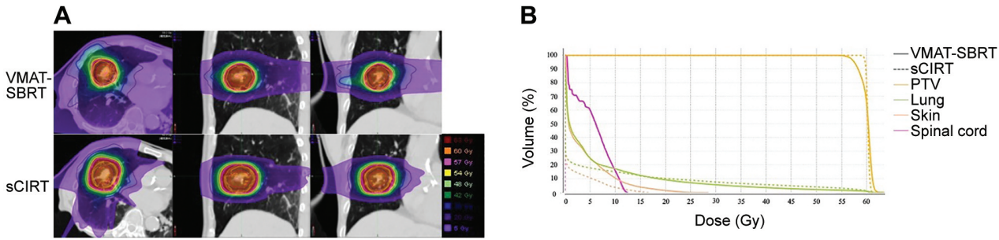 A
B
VMAT-
SBRT
sCIRT
60 Gy
57 Gy
54 Gy
48 Gy
42 Gy
5 Gy
Volume (%)
100
90
80
70
60
50
40
30
20
10
0
0
5
10
15
20
25
30
35
40
45
50
55
60
Dose (Gy)
VMAT-SBRT
sCIRT
PTV
Lung
Skin
Spinal cord